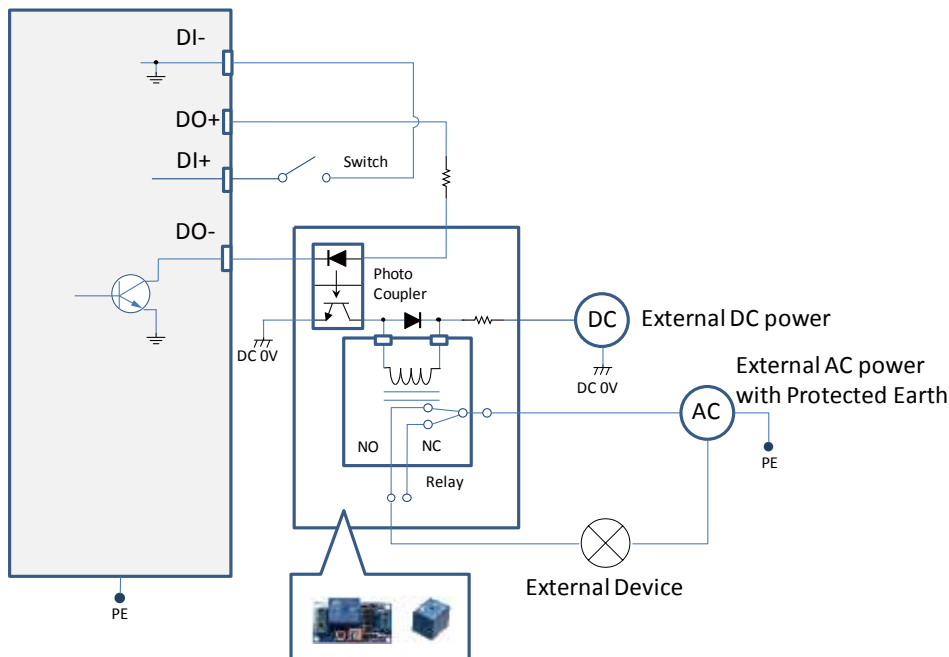 DI-
DO+
DI+
Switch
DO-
Photo
Coupler
DC
External DC power
DC 0V
DC 0V
External AC power
with Protected Earth
AC
NO
NC
PE
Relay
External Device
PE